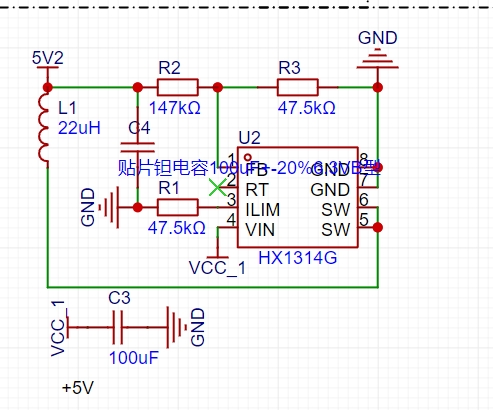 GND
5V2
R2
R3
L1
147kΩ
47.5kΩ
22uH
C4
U2
贴片钽电容100uF+-20%6.3VB型
1
FB
GND
8
2
RT
GND
7
R1
3
ILIM
SW
6
GND
4
VIN
SW
5
47.5kΩ
VCC_1
HX1314G
C3
VCC_1
GND
100uF
+5V